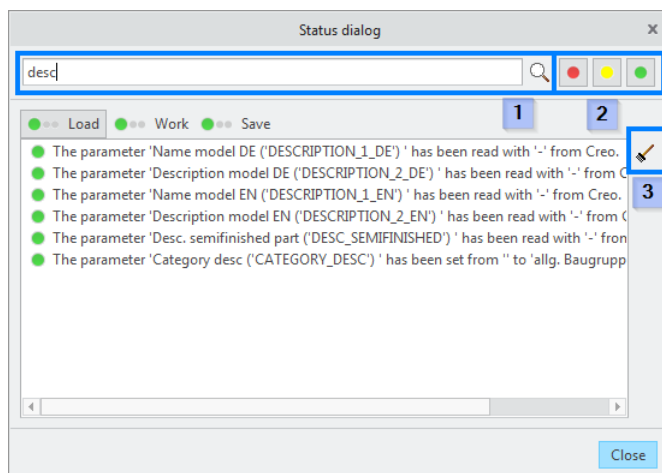 Status dialog x
desc
1 2
Load Work Save
The parameter 'Name model DE ('DESCRIPTION_1_DE') ' has been read with '-' from Creo.
The parameter 'Description model DE ('DESCRIPTION_2_DE') ' has been read with '-' from C
The parameter 'Name model EN ('DESCRIPTION_1_EN') ' has been read with '-' from Creo.
The parameter 'Description model EN ('DESCRIPTION_2_EN') ' has been read with '-' from C
The parameter 'Desc. semifinished part ('DESC_SEMIFINISHED') ' has been read with '-' fron
The parameter 'Category desc ('CATEGORY_DESC') ' has been set from '' to 'allg. Baugrupp
3
Close